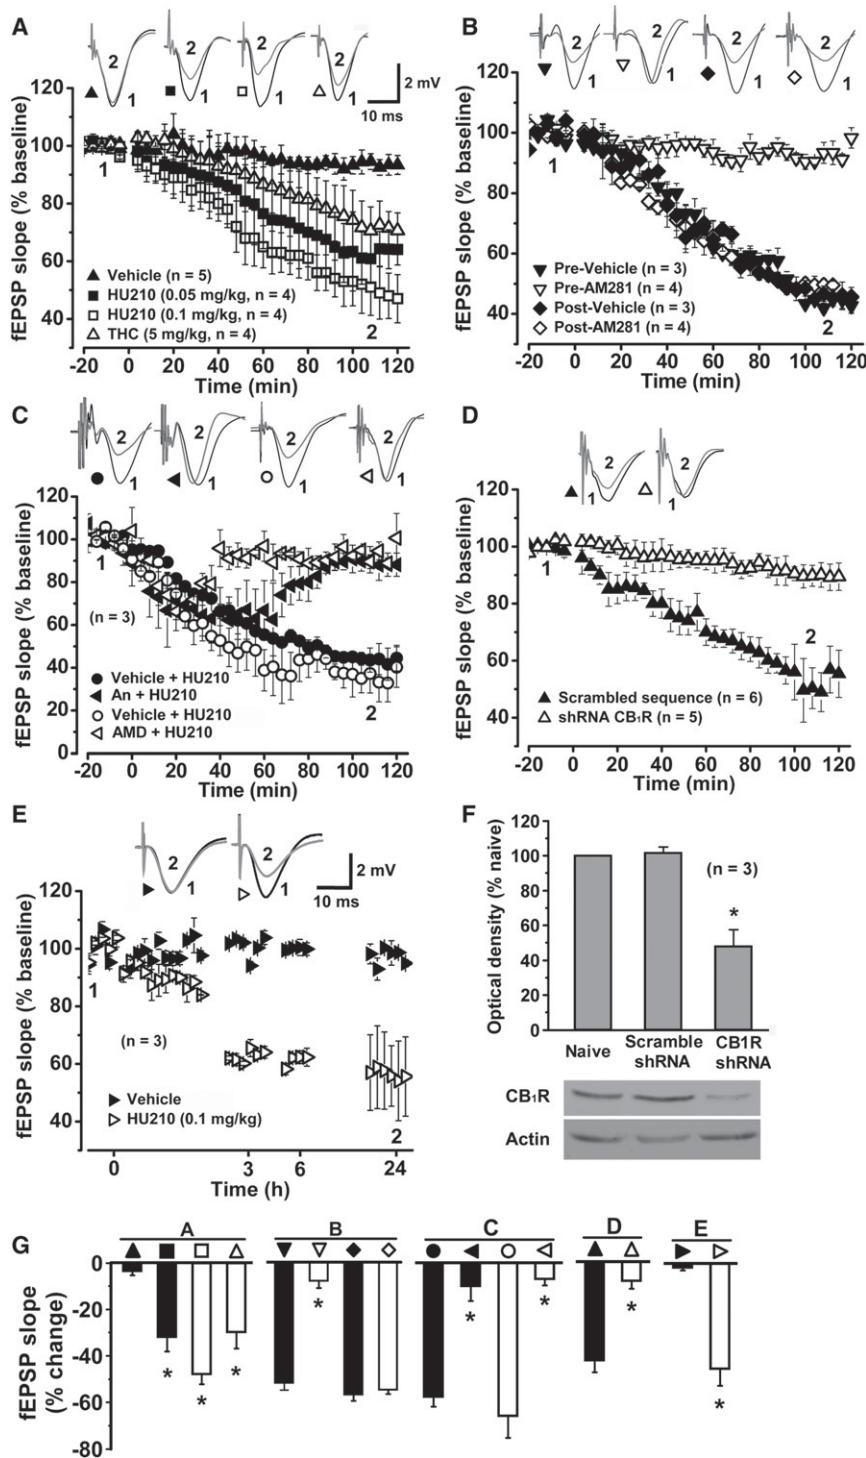 A
2
2
2
2
1
2 mV
10 ms
120
100
80
60
40
fEPSP slope (% baseline)
1
2
Vehicle (n = 5)
HU210 (0.05 mg/kg, n = 4)
HU210 (0.1 mg/kg, n = 4)
THC (5 mg/kg, n = 4)
-20 0 20 40 60 80 100 120
Time (min)
B
2
1
2
1
120
100
80
60
40
fEPSP slope (% baseline)
1
2
Pre-Vehicle (n = 3)
Pre-AM281 (n = 4)
Post-Vehicle (n = 3)
Post-AM281 (n = 4)
-20 0 20 40 60 80 100 120
Time (min)
C
2
2
2
2
1
1
120
100
80
60
40
20
0
fEPSP slope (% baseline)
1
(n = 3)
2
Vehicle + HU210
An + HU210
Vehicle + HU210
AMD + HU210
-20 0 20 40 60 80 100 120
Time (min)
D
2
2
1
1
120
100
80
60
40
fEPSP slope (% baseline)
1
2
Scrambled sequence (n = 6)
shRNA CB₁R (n = 5)
-20 0 20 40 60 80 100 120
Time (min)
E
2
2
1
1
2 mV
10 ms
120
100
80
60
40
fEPSP slope (% baseline)
1
(n = 3)
2
Vehicle
HU210 (0.1 mg/kg)
0 3 6 24
Time (h)
F
120
100
80
60
40
20
0
Optical density (% naive)
(n = 3)
*
Naive
Scramble shRNA
CB1R shRNA
CB₁R
Actin
G
A B C D E
0
-20
-40
-60
-80
fEPSP slope
(% change)
* * * * * * * *